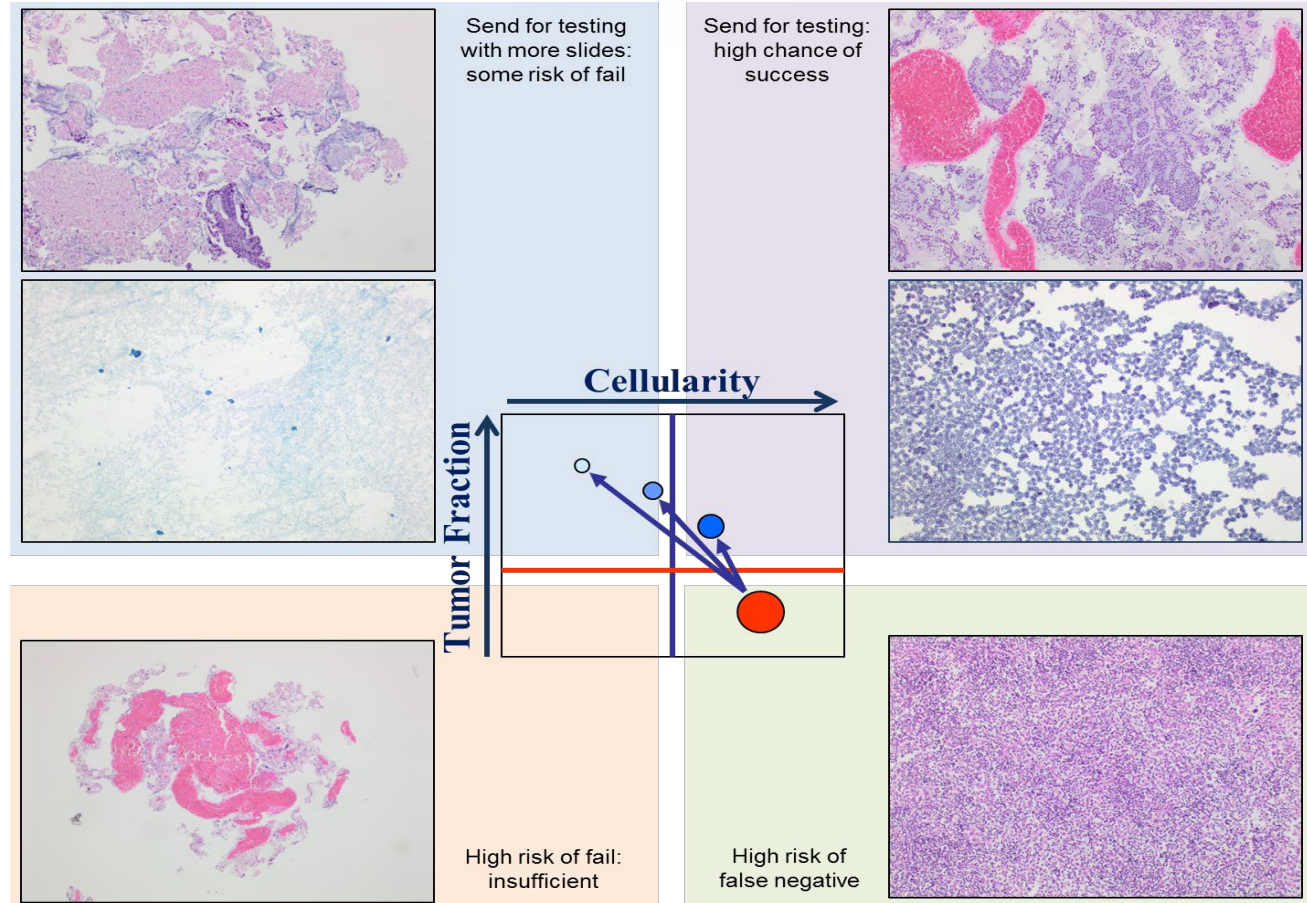 Send for testing
with more slides:
some risk of fail
Send for testing:
high chance of
success
Cellularity
Tumor Fraction
High risk of fail:
insufficient
High risk of
false negative